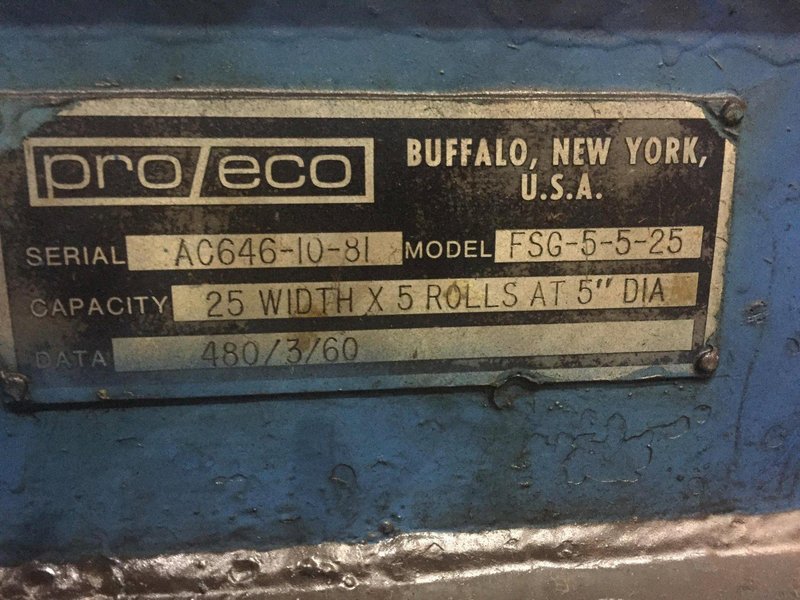 pro/eco
BUFFALO, NEW YORK,
U.S.A.
SERIAL AC646-10-81 MODEL FSG-5-5-25
CAPACITY 25 WIDTH X 5 ROLLS AT 5" DIA
DATA 480/3/60